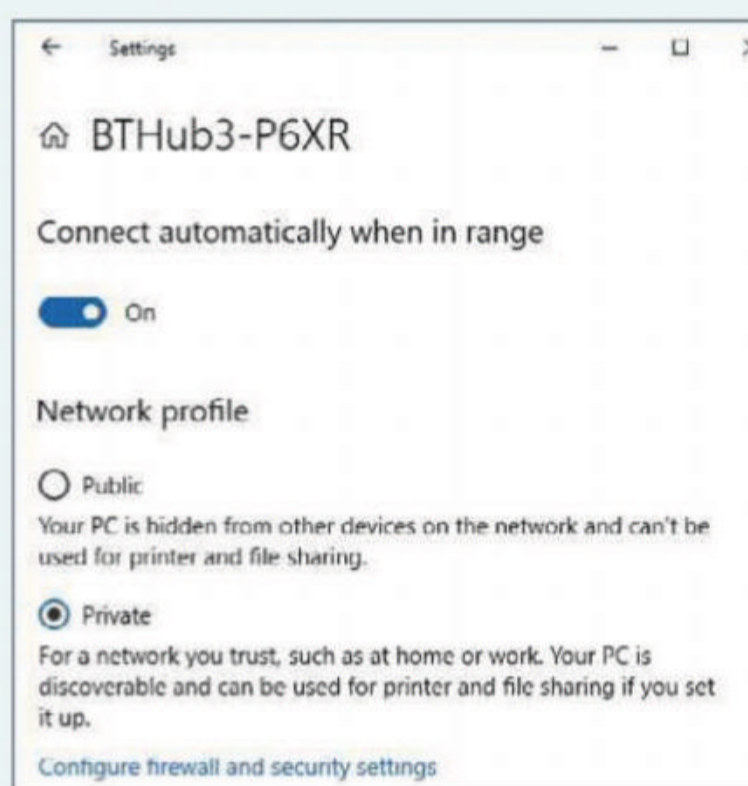 Settings
BTHub3-P6XR
Connect automatically when in range
On
Network profile
Public
Your PC is hidden from other devices on the network and can't be
used for printer and file sharing.
Private
For a network you trust, such as at home or work. Your PC is
discoverable and can be used for printer and file sharing if you set
it up.
Configure firewall and security settings